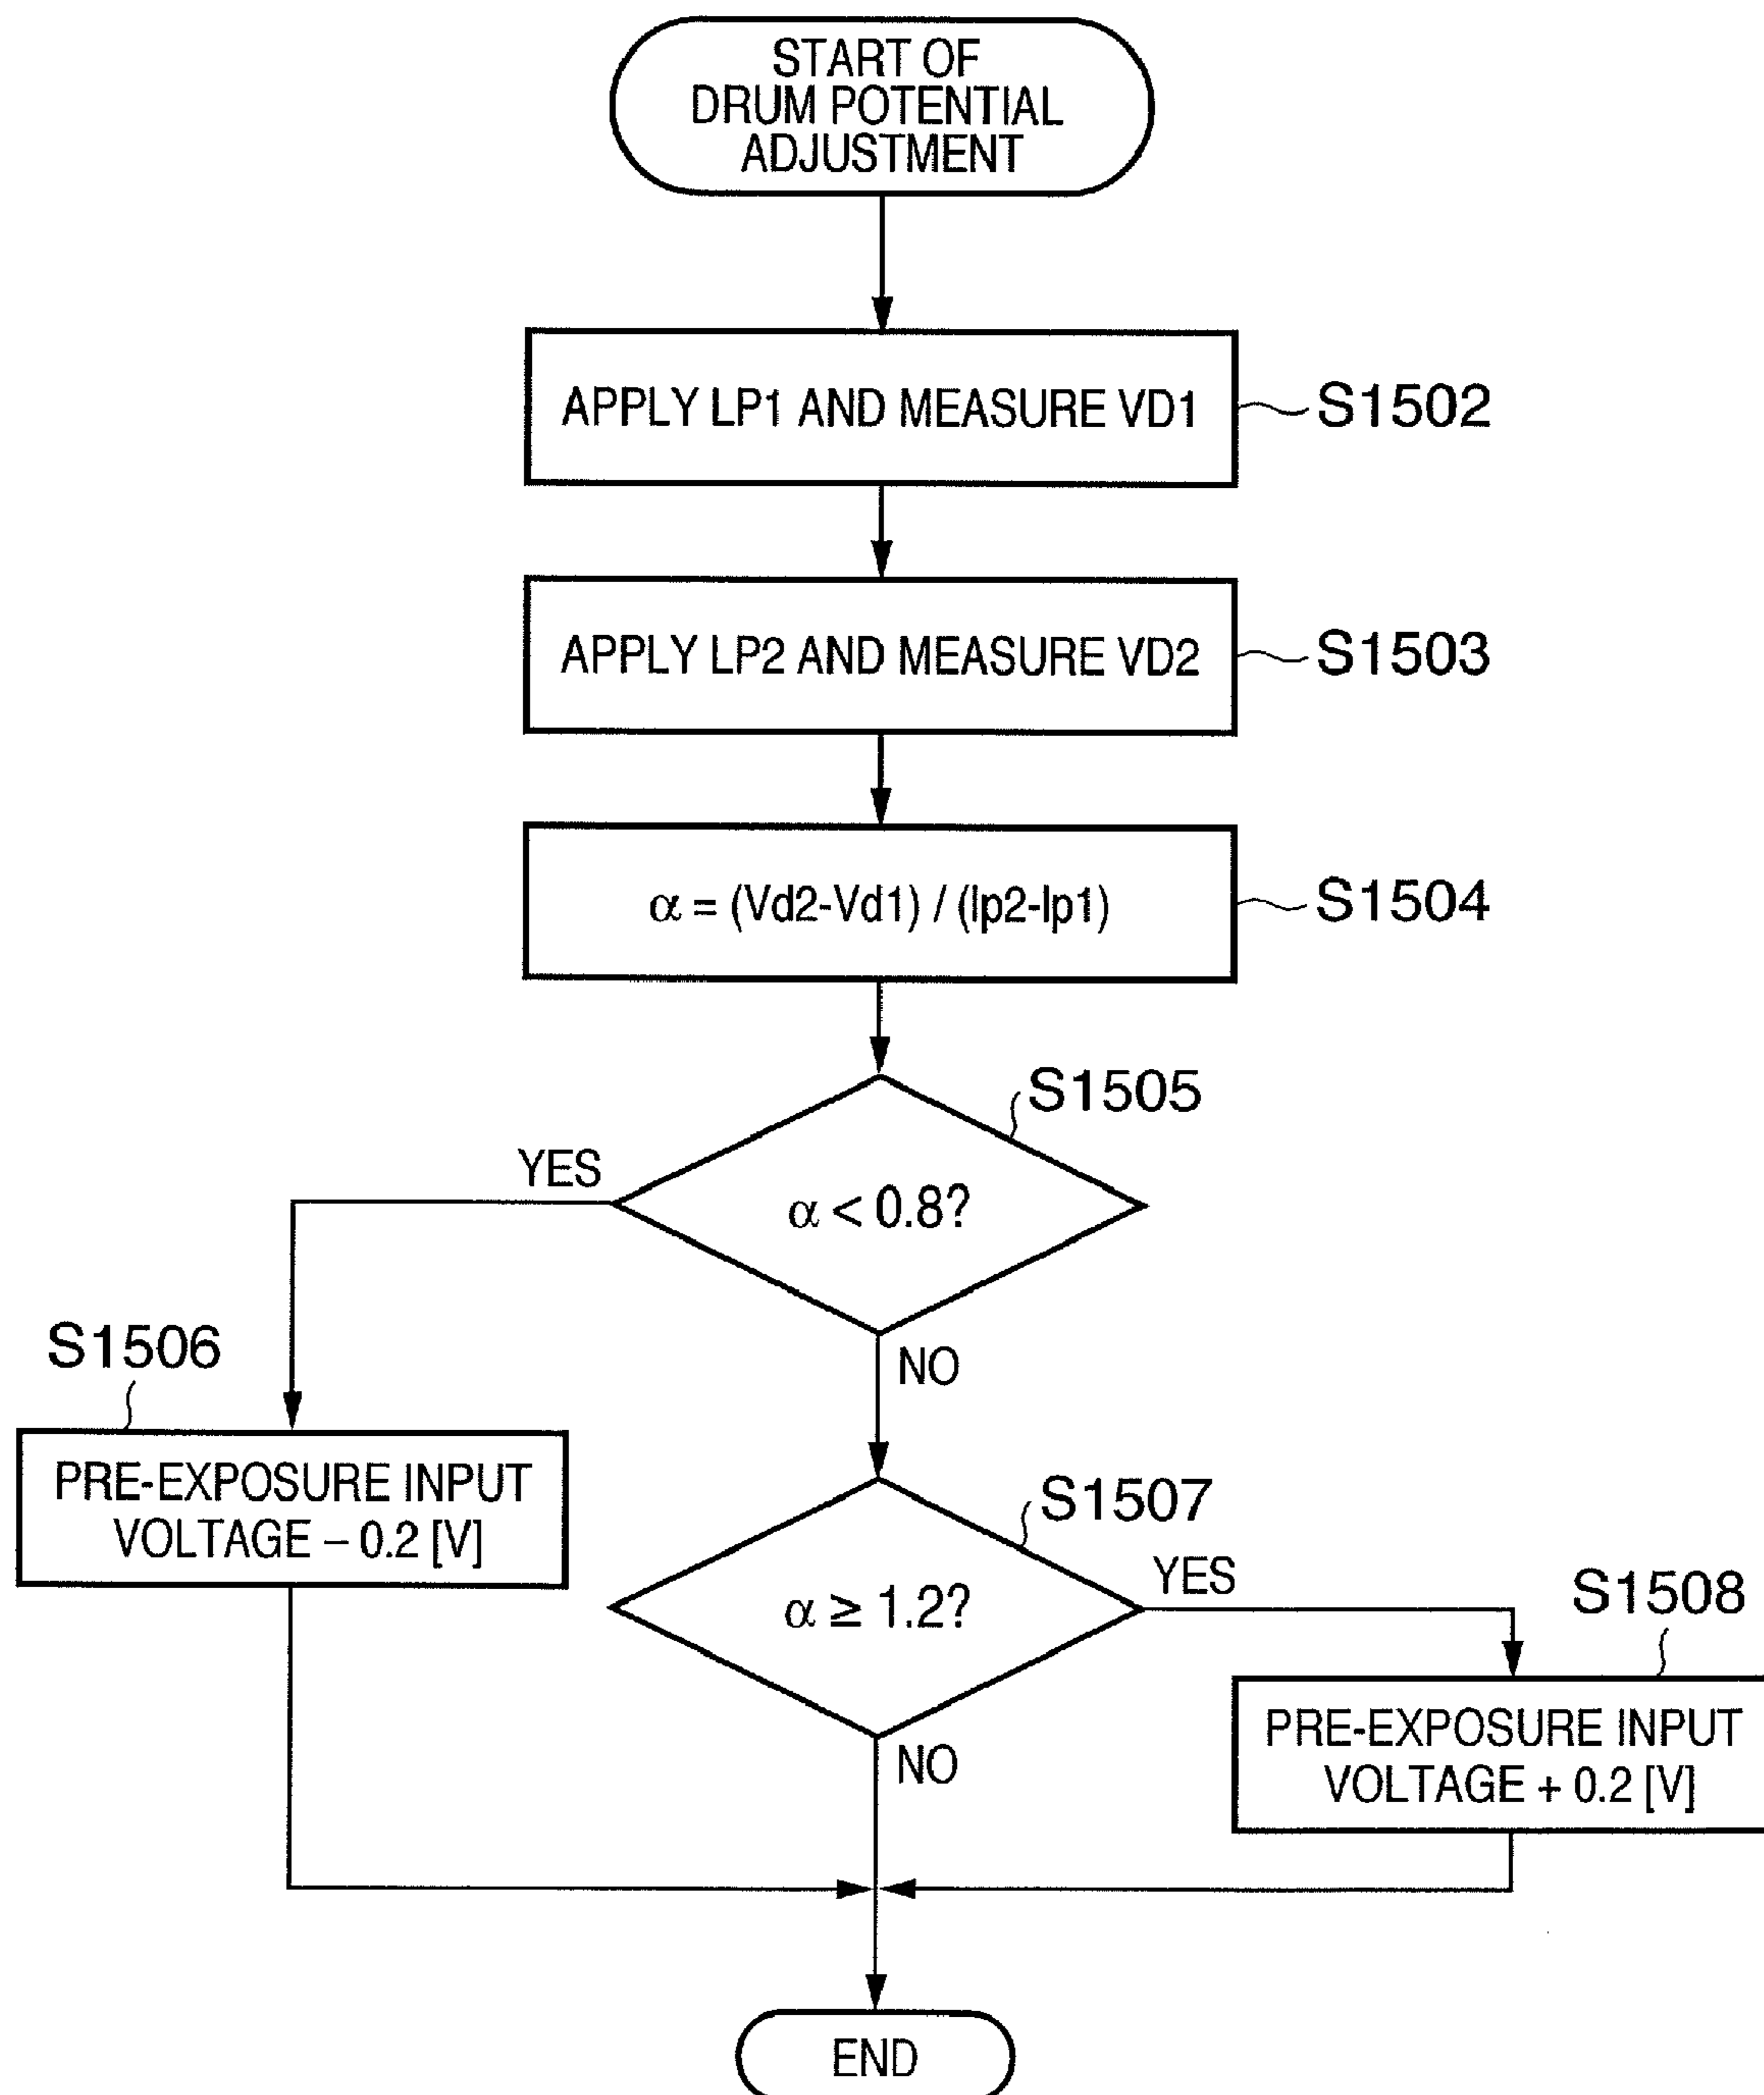 START OF
DRUM POTENTIAL
ADJUSTMENT
APPLY LP1 AND MEASURE VD1
S1502
APPLY LP2 AND MEASURE VD2
S1503
α = (Vd2-Vd1) / (lp2-lp1)
S1504
S1505
YES
α < 0.8?
S1506
NO
PRE-EXPOSURE INPUT
VOLTAGE – 0.2 [V]
S1507
YES
α ≥ 1.2?
S1508
NO
PRE-EXPOSURE INPUT
VOLTAGE + 0.2 [V]
END